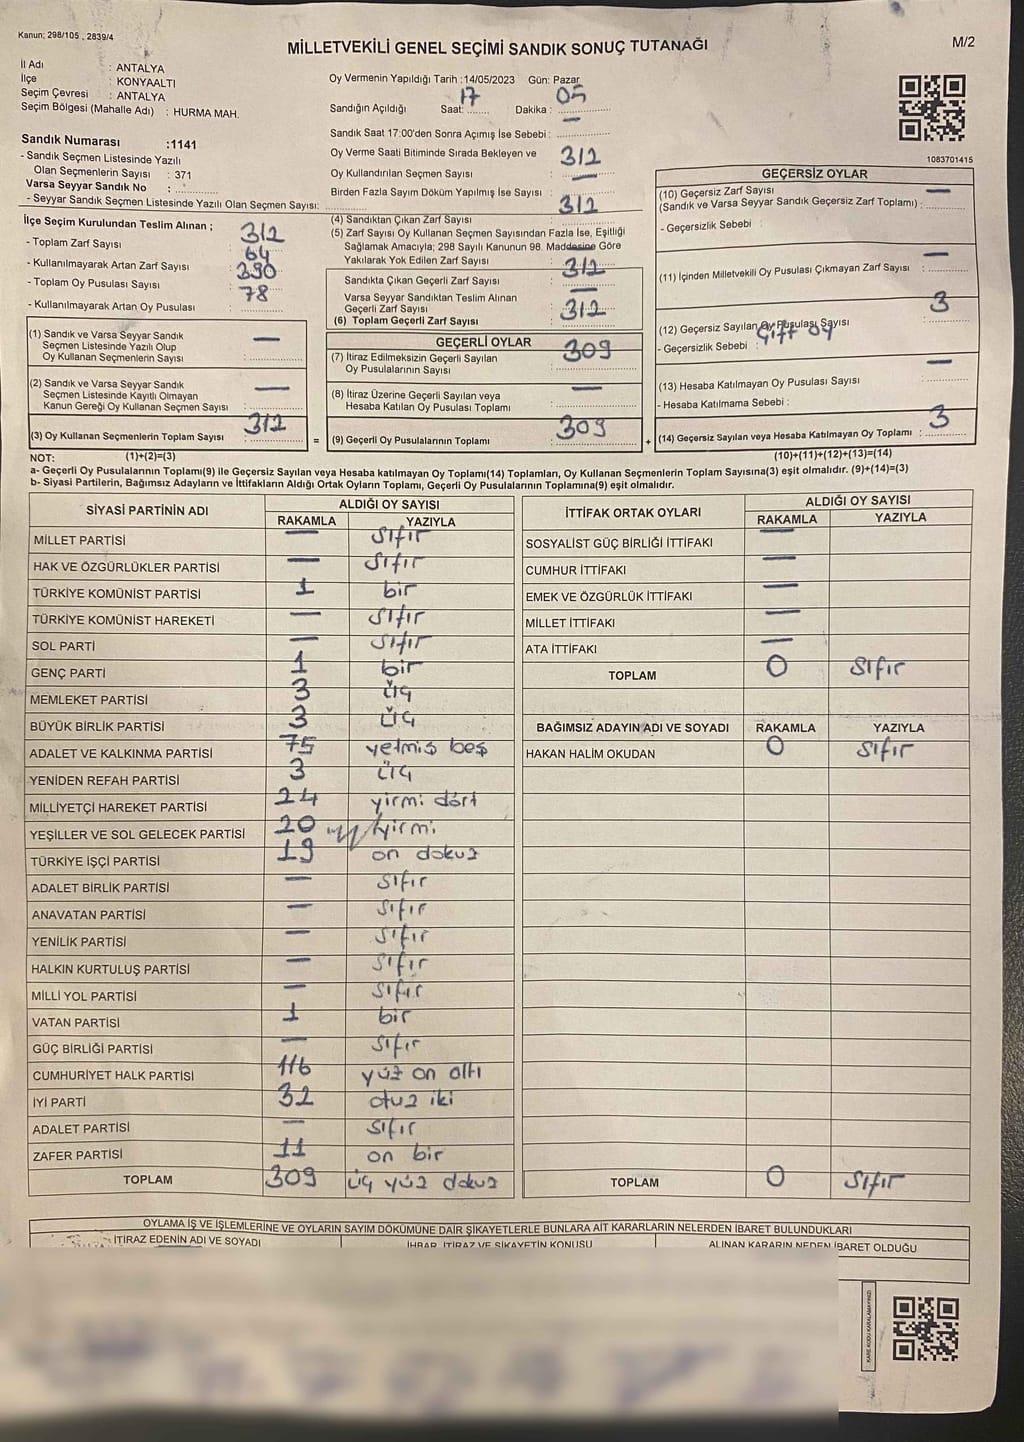 Kanun; 298/105 , 2839/4
MİLLETVEKİLİ GENEL SEÇİMİ SANDIK SONUÇ TUTANAĞI
M/2
İl Adı : ANTALYA
İlçe : KONYAALTI
Seçim Çevresi : ANTALYA
Seçim Bölgesi (Mahalle Adı) : HURMA MAH.
Sandık Numarası :1141
- Sandık Seçmen Listesinde Yazılı
Olan Seçmenlerin Sayısı : 371
Varsa Seyyar Sandık No :
- Seyyar Sandık Seçmen Listesinde Yazılı Olan Seçmen Sayısı:
Oy Vermenin Yapıldığı Tarih :14/05/2023 Gün: Pazar
Sandığın Açıldığı Saat: 17 Dakika : 05
Sandık Saat 17:00'den Sonra Açımış İse Sebebi : —
Oy Verme Saati Bitiminde Sırada Bekleyen ve 312
Oy Kullandırılan Seçmen Sayısı : —
Birden Fazla Sayım Döküm Yapılmış İse Sayısı :
1083701415
İlçe Seçim Kurulundan Teslim Alınan ;
- Toplam Zarf Sayısı : 312
- Kullanılmayarak Artan Zarf Sayısı : 64
- Toplam Oy Pusulası Sayısı : 390
- Kullanılmayarak Artan Oy Pusulası : 78
(1) Sandık ve Varsa Seyyar Sandık
Seçmen Listesinde Yazılı Olup
Oy Kullanan Seçmenlerin Sayısı : —
(2) Sandık ve Varsa Seyyar Sandık
Seçmen Listesinde Kayıtlı Olmayan
Kanun Gereği Oy Kullanan Seçmen Sayısı : —
(3) Oy Kullanan Seçmenlerin Toplam Sayısı : 312
(4) Sandıktan Çıkan Zarf Sayısı : 312
(5) Zarf Sayısı Oy Kullanan Seçmen Sayısından Fazla İse, Eşitliği
Sağlamak Amacıyla; 298 Sayılı Kanunun 98. Maddesine Göre
Yakılarak Yok Edilen Zarf Sayısı : —
Sandıkta Çıkan Geçerli Zarf Sayısı : 312
Varsa Seyyar Sandıktan Teslim Alınan
Geçerli Zarf Sayısı : —
(6) Toplam Geçerli Zarf Sayısı : 312
GEÇERLİ OYLAR
(7) İtiraz Edilmeksizin Geçerli Sayılan
Oy Pusulalarının Sayısı : 309
(8) İtiraz Üzerine Geçerli Sayılan veya
Hesaba Katılan Oy Pusulası Toplamı : —
= (9) Geçerli Oy Pusulalarının Toplamı : 309
GEÇERSİZ OYLAR
(10) Geçersiz Zarf Sayısı —
(Sandık ve Varsa Seyyar Sandık Geçersiz Zarf Toplamı) :
- Geçersizlik Sebebi :
(11) İçinden Milletvekili Oy Pusulası Çıkmayan Zarf Sayısı : —
(12) Geçersiz Sayılan Oy Pusulası Sayısı : 3
- Geçersizlik Sebebi : Çift oy
(13) Hesaba Katılmayan Oy Pusulası Sayısı : —
- Hesaba Katılmama Sebebi :
+ (14) Geçersiz Sayılan veya Hesaba Katılmayan Oy Toplamı : 3
NOT: (1)+(2)=(3)
(10)+(11)+(12)+(13)=(14)
a- Geçerli Oy Pusulalarının Toplamı(9) ile Geçersiz Sayılan veya Hesaba katılmayan Oy Toplamı(14) Toplamları, Oy Kullanan Seçmenlerin Toplam Sayısına(3) eşit olmalıdır. (9)+(14)=(3)
b- Siyasi Partilerin, Bağımsız Adayların ve İttifakların Aldığı Ortak Oyların Toplamı, Geçerli Oy Pusulalarının Toplamına(9) eşit olmalıdır.
SİYASİ PARTİNİN ADI ALDIĞI OY SAYISI
RAKAMLA YAZIYLA
MİLLET PARTİSİ — sıfır
HAK VE ÖZGÜRLÜKLER PARTİSİ — sıfır
TÜRKİYE KOMÜNİST PARTİSİ 1 bir
TÜRKİYE KOMÜNİST HAREKETİ — sıfır
SOL PARTİ — sıfır
GENÇ PARTİ 1 bir
MEMLEKET PARTİSİ 3 üç
BÜYÜK BİRLİK PARTİSİ 3 üç
ADALET VE KALKINMA PARTİSİ 75 yetmiş beş
YENİDEN REFAH PARTİSİ 3 üç
MİLLİYETÇİ HAREKET PARTİSİ 24 yirmi dört
YEŞİLLER VE SOL GELECEK PARTİSİ 20 yirmi
TÜRKİYE İŞÇİ PARTİSİ 19 on dokuz
ADALET BİRLİK PARTİSİ — sıfır
ANAVATAN PARTİSİ — sıfır
YENİLİK PARTİSİ — sıfır
HALKIN KURTULUŞ PARTİSİ — sıfır
MİLLİ YOL PARTİSİ — sıfır
VATAN PARTİSİ 1 bir
GÜÇ BİRLİĞİ PARTİSİ — sıfır
CUMHURİYET HALK PARTİSİ 116 yüz on altı
İYİ PARTİ 32 otuz iki
ADALET PARTİSİ — sıfır
ZAFER PARTİSİ 11 on bir
TOPLAM 309 üç yüz dokuz
İTTİFAK ORTAK OYLARI ALDIĞI OY SAYISI
RAKAMLA YAZIYLA
SOSYALİST GÜÇ BİRLİĞİ İTTİFAKI —
CUMHUR İTTİFAKI —
EMEK VE ÖZGÜRLÜK İTTİFAKI —
MİLLET İTTİFAKI —
ATA İTTİFAKI —
TOPLAM 0 sıfır
BAĞIMSIZ ADAYIN ADI VE SOYADI RAKAMLA YAZIYLA
HAKAN HALİM OKUDAN 0 sıfır
TOPLAM 0 sıfır
OYLAMA İŞ VE İŞLEMLERİNE VE OYLARIN SAYIM DÖKÜMÜNE DAİR ŞİKAYETLERLE BUNLARA AİT KARARLARIN NELERDEN İBARET BULUNDUKLARI
İTİRAZ EDENİN ADI VE SOYADI İHBAR, İTİRAZ VE ŞİKAYETİN KONUSU ALINAN KARARIN NEDEN İBARET OLDUĞU
KARE KODU KARALAMAYINIZ!